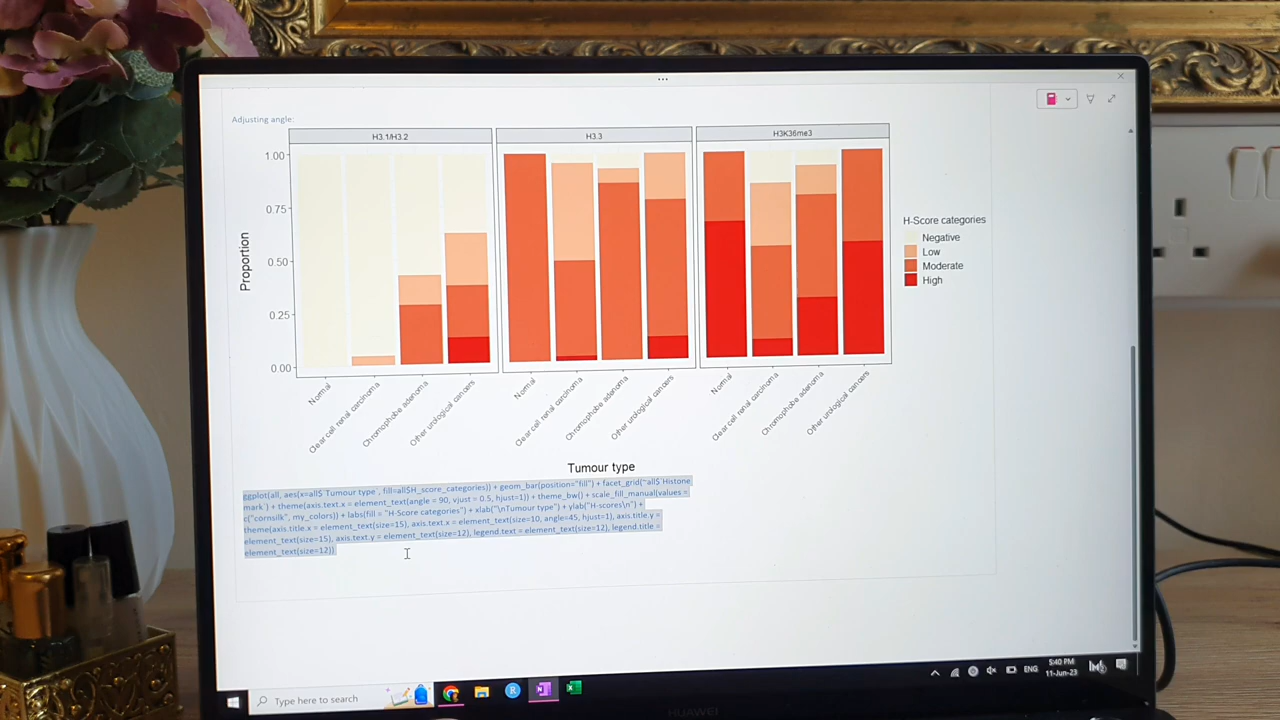 Adjusting angle:
H3.1/H3.2 H3.3 H3K36me3
1.00
0.75
0.50
0.25
0.00
Proportion
H-Score categories
Negative
Low
Moderate
High
Normal Clear cell renal carcinoma Chromophobe adenoma Other urological cancers Normal Clear cell renal carcinoma Chromophobe adenoma Other urological cancers Normal Clear cell renal carcinoma Chromophobe adenoma Other urological cancers
Tumour type
ggplot(all, aes(x=all$`Tumour type`, fill=all$H_score_categories)) + geom_bar(position="fill") + facet_grid(~all$`Histone
mark`) + theme(axis.text.x = element_text(angle = 90, vjust = 0.5, hjust=1)) + theme_bw() + scale_fill_manual(values =
c("cornsilk", my_colors)) + labs(fill = "H-Score categories") + xlab("\nTumour type") + ylab("H-scores\n") +
theme(axis.title.x = element_text(size=15), axis.text.x = element_text(size=10, angle=45, hjust=1), axis.title.y =
element_text(size=15), axis.text.y = element_text(size=12), legend.text = element_text(size=12), legend.title =
element_text(size=12))
Type here to search
ENG
5:40 PM
11-Jun-23
HUAWEI